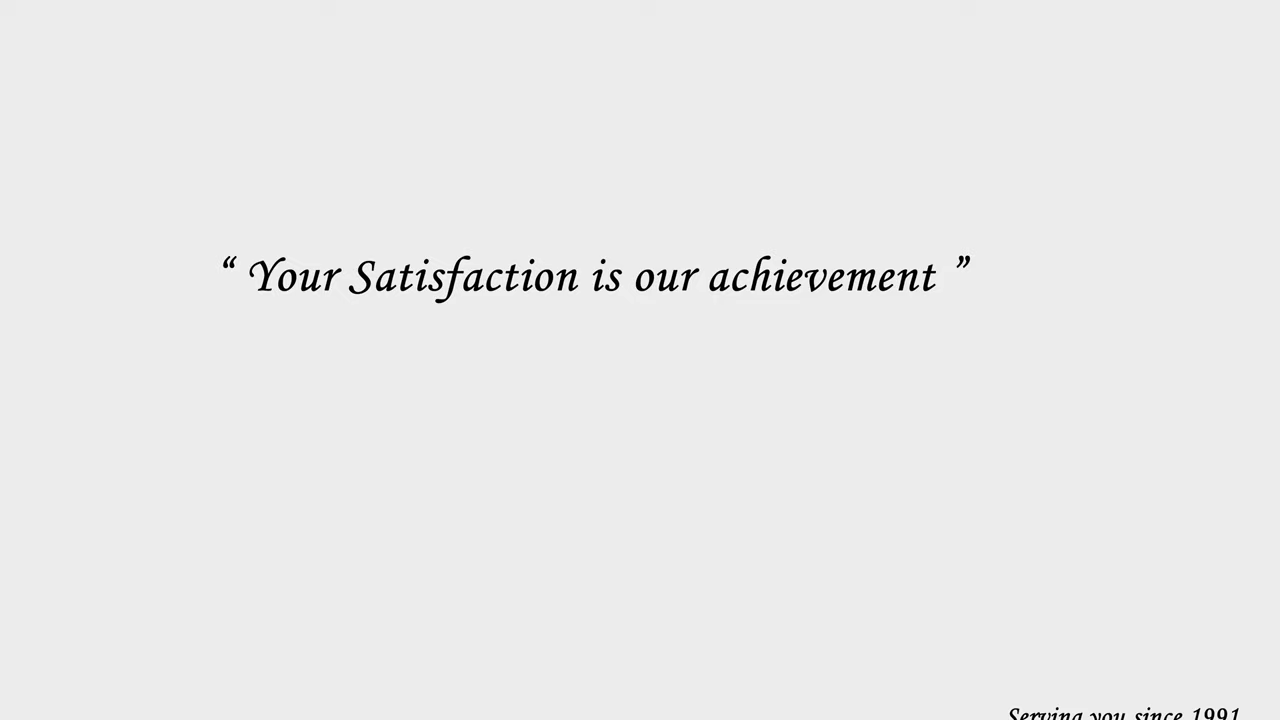 “ Your Satisfaction is our achievement ”
Serving you since 1991